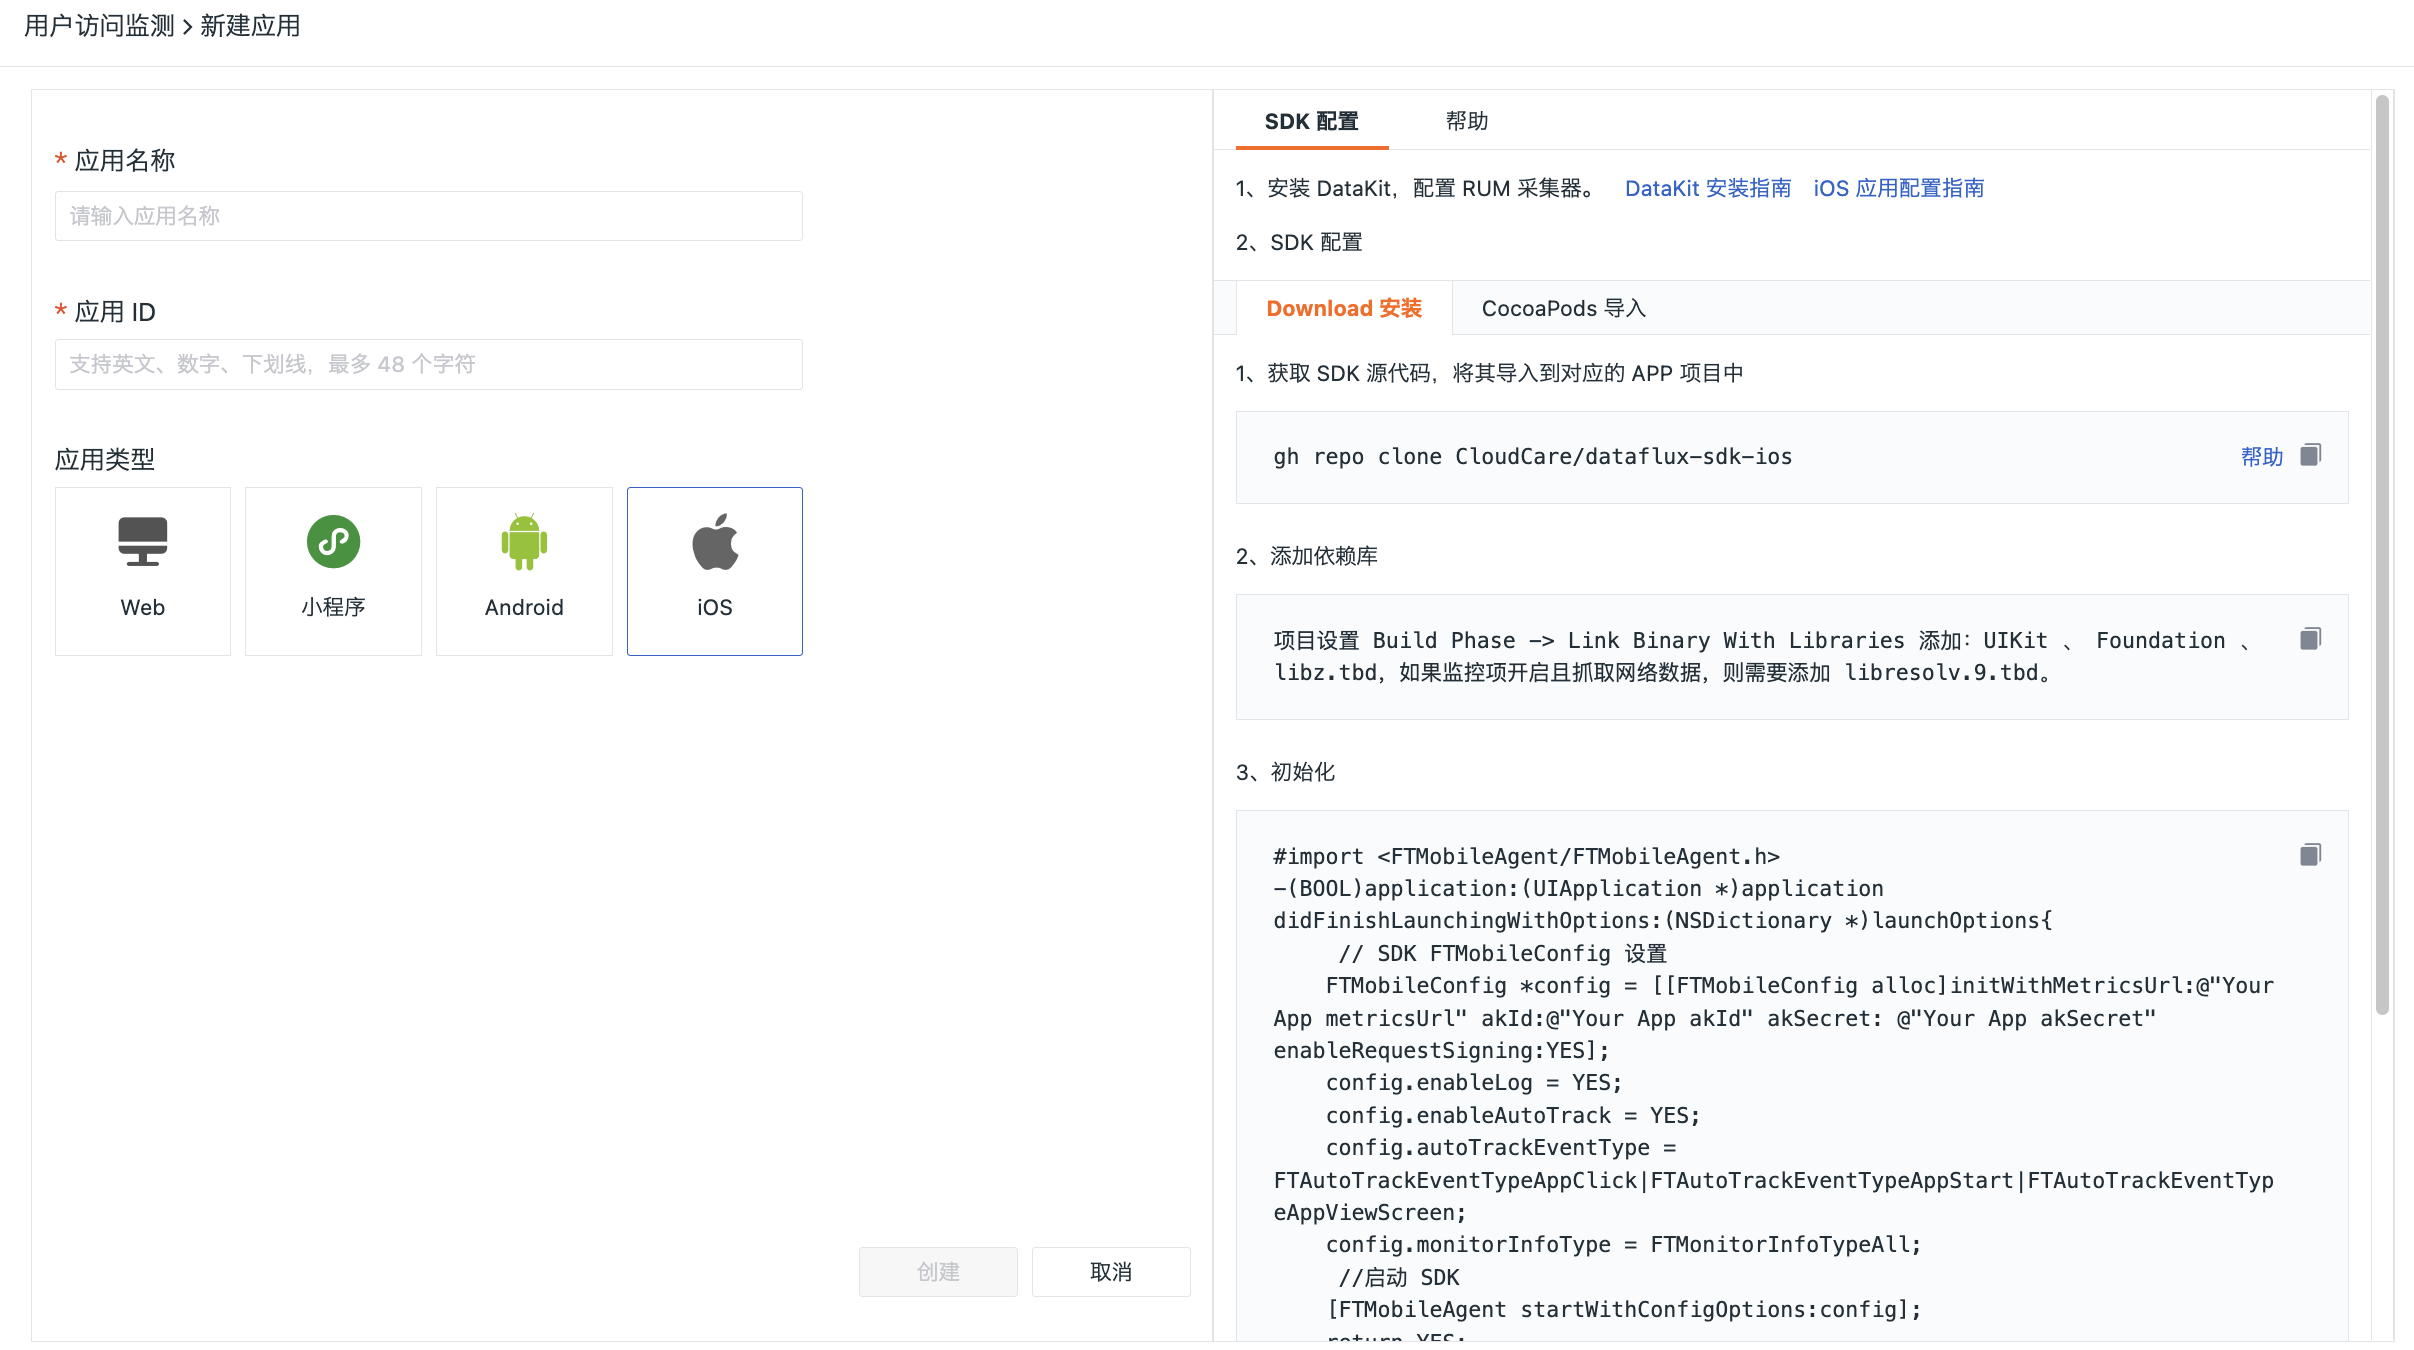 用户访问监测 > 新建应用
* 应用名称
请输入应用名称
* 应用 ID
支持英文、数字、下划线，最多 48 个字符
应用类型
Web
小程序
Android
iOS
创建
取消
SDK 配置
帮助
1、安装 DataKit，配置 RUM 采集器。 DataKit 安装指南 iOS 应用配置指南
2、SDK 配置
Download 安装
CocoaPods 导入
1、获取 SDK 源代码，将其导入到对应的 APP 项目中
gh repo clone CloudCare/dataflux-sdk-ios
帮助
2、添加依赖库
项目设置 Build Phase -> Link Binary With Libraries 添加：UIKit 、 Foundation 、
libz.tbd，如果监控项开启且抓取网络数据，则需要添加 libresolv.9.tbd。
3、初始化
#import <FTMobileAgent/FTMobileAgent.h>
-(BOOL)application:(UIApplication *)application
didFinishLaunchingWithOptions:(NSDictionary *)launchOptions{
// SDK FTMobileConfig 设置
FTMobileConfig *config = [[FTMobileConfig alloc]initWithMetricsUrl:@"Your
App metricsUrl" akId:@"Your App akId" akSecret: @"Your App akSecret"
enableRequestSigning:YES];
config.enableLog = YES;
config.enableAutoTrack = YES;
config.autoTrackEventType =
FTAutoTrackEventTypeAppClick|FTAutoTrackEventTypeAppStart|FTAutoTrackEventTyp
eAppViewScreen;
config.monitorInfoType = FTMonitorInfoTypeAll;
//启动 SDK
[FTMobileAgent startWithConfigOptions:config];
return YES;